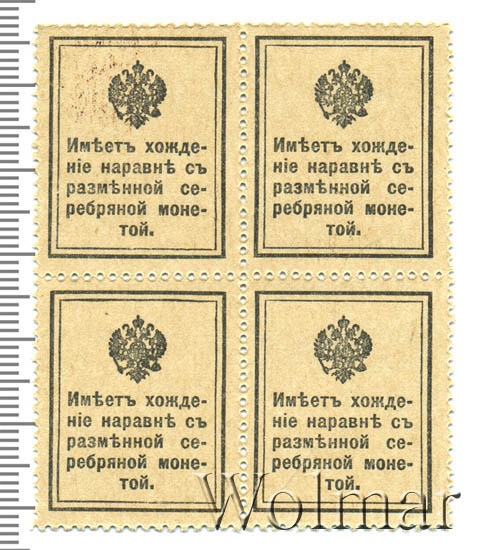 Имѣетъ хожде-
ніе наравнѣ съ
размѣнной се-
ребряной моне-
той.
Имѣетъ хожде-
ніе наравнѣ съ
размѣнной се-
ребряной моне-
той.
Имѣетъ хожде-
ніе наравнѣ съ
размѣнной се-
ребряной моне-
той.
Имѣетъ хожде-
ніе наравнѣ съ
размѣнной се-
ребряной моне-
той.
Wolmar